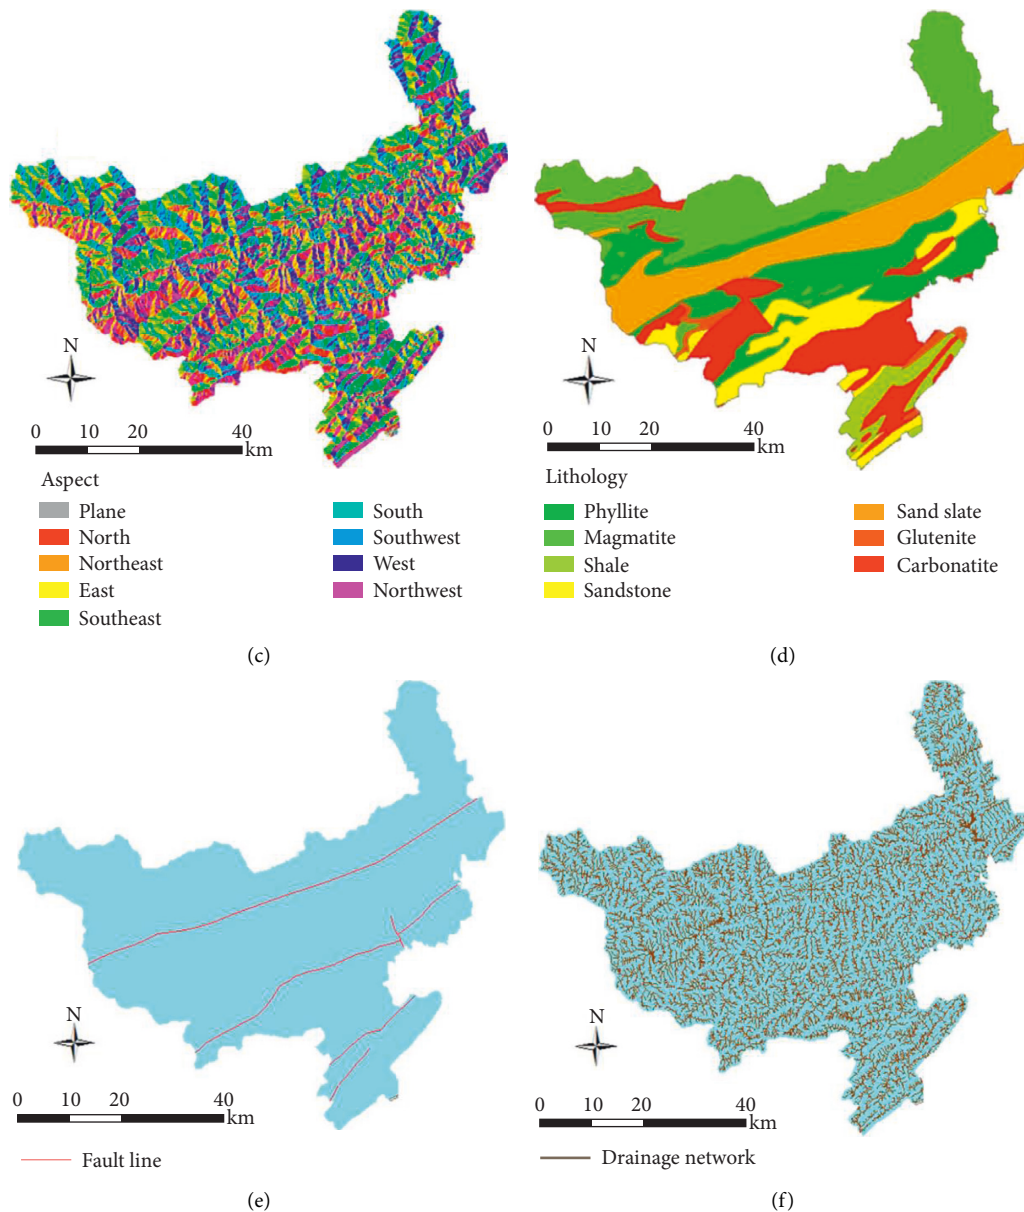 N
0 10 20 40
km
Aspect
Plane
North
Northeast
East
Southeast
South
Southwest
West
Northwest
(c)
N
0 10 20 40
km
Lithology
Phyllite
Magmatite
Shale
Sandstone
Sand slate
Glutenite
Carbonatite
(d)
N
0 10 20 40
km
Fault line
(e)
N
0 10 20 40
km
Drainage network
(f)